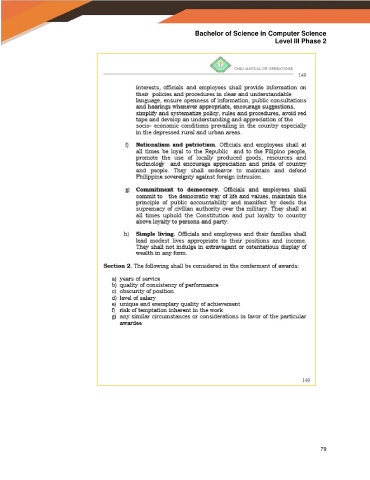 Bachelor of Science in Computer Science
Level III Phase 2
CHED MANUAL OF OPERATIONS
148
interests, officials and employees shall provide information on
their policies and procedures in clear and understandable
language, ensure openness of information, public consultations
and hearings whenever appropriate, encourage suggestions,
simplify and systematize policy, rules and procedures, avoid red
tape and develop an understanding and appreciation of the
socio- economic conditions prevailing in the country especially
in the depressed rural and urban areas.
f) Nationalism and patriotism. Officials and employees shall at
all times be loyal to the Republic and to the Filipino people,
promote the use of locally produced goods, resources and
technology and encourage appreciation and pride of country
and people. They shall endeavor to maintain and defend
Philippine sovereignty against foreign intrusion.
g) Commitment to democracy. Officials and employees shall
commit to the democratic way of life and values, maintain the
principle of public accountability and manifest by deeds the
supremacy of civilian authority over the military. They shall at
all times uphold the Constitution and put loyalty to country
above loyalty to persons and party.
h) Simple living. Officials and employees and their families shall
lead modest lives appropriate to their positions and income.
They shall not indulge in extravagant or ostentatious display of
wealth in any form.
Section 2. The following shall be considered in the conferment of awards:
a) years of service
b) quality of consistency of performance
c) obscurity of position
d) level of salary
e) unique and exemplary quality of achievement
f) risk of temptation inherent in the work
g) any similar circumstances or considerations in favor of the particular
awardee
148
79